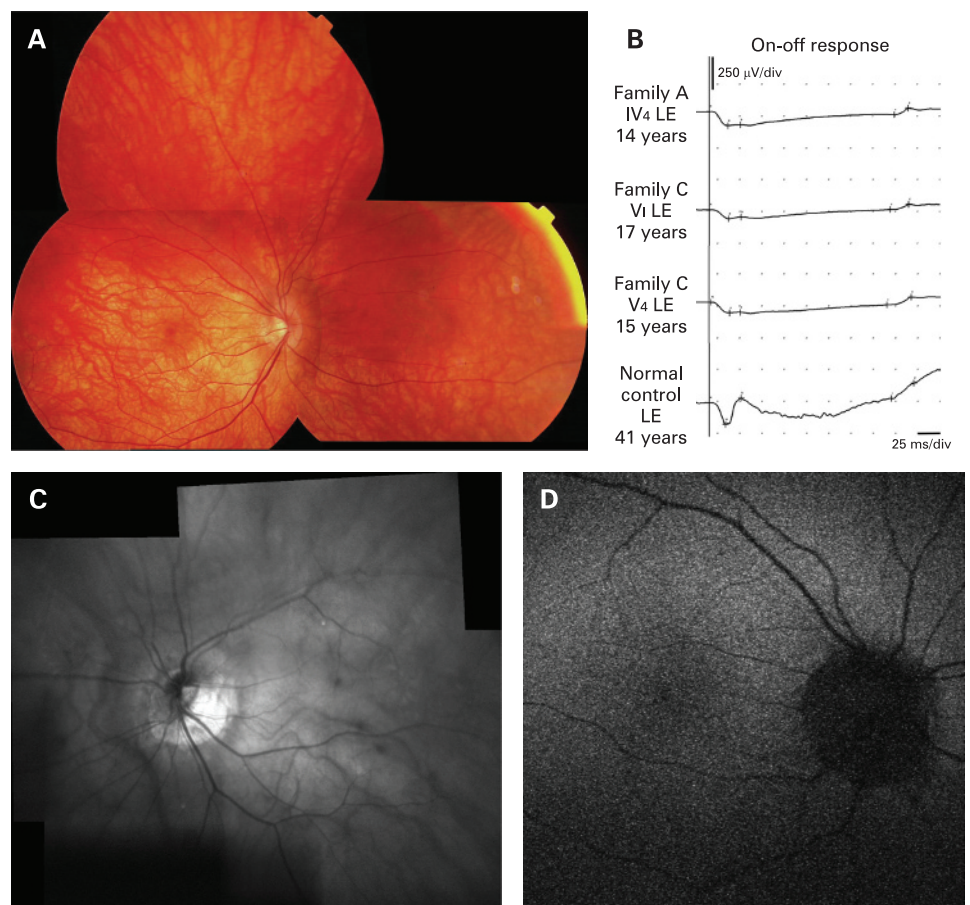 A
B
On-off response
250 µV/div
Family A
IV4 LE
14 years
Family C
V1 LE
17 years
Family C
V4 LE
15 years
Normal
control
LE
41 years
25 ms/div
C
D